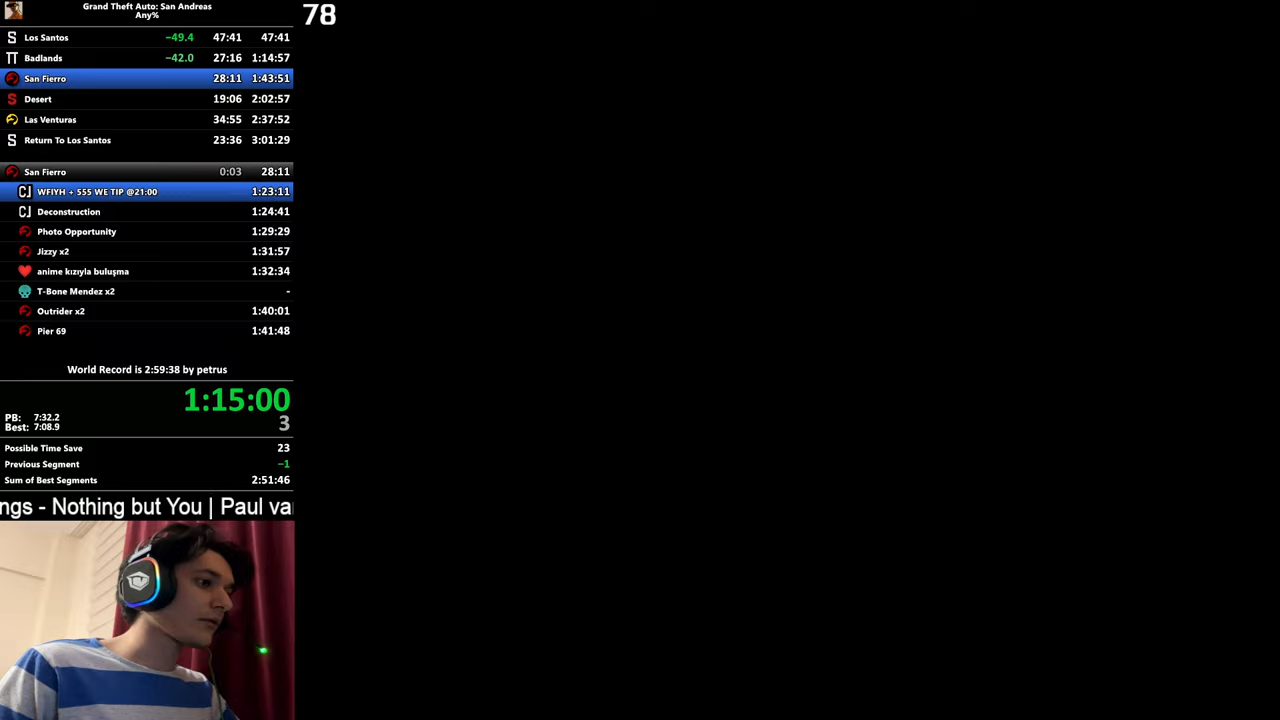 Grand Theft Auto: San Andreas
Any%
78
Los Santos −49.4 47:41 47:41
Badlands −42.0 27:16 1:14:57
San Fierro 28:11 1:43:51
Desert 19:06 2:02:57
Las Venturas 34:55 2:37:52
Return To Los Santos 23:36 3:01:29
San Fierro 0:03 28:11
CJ WFIYH + 555 WE TIP @21:00 1:23:11
CJ Deconstruction 1:24:41
Photo Opportunity 1:29:29
Jizzy x2 1:31:57
anime kızıyla buluşma 1:32:34
T-Bone Mendez x2 -
Outrider x2 1:40:01
Pier 69 1:41:48
World Record is 2:59:38 by petrus
1:15:00
PB: 7:32.2
Best: 7:08.9
3
Possible Time Save 23
Previous Segment −1
Sum of Best Segments 2:51:46
ngs - Nothing but You | Paul va